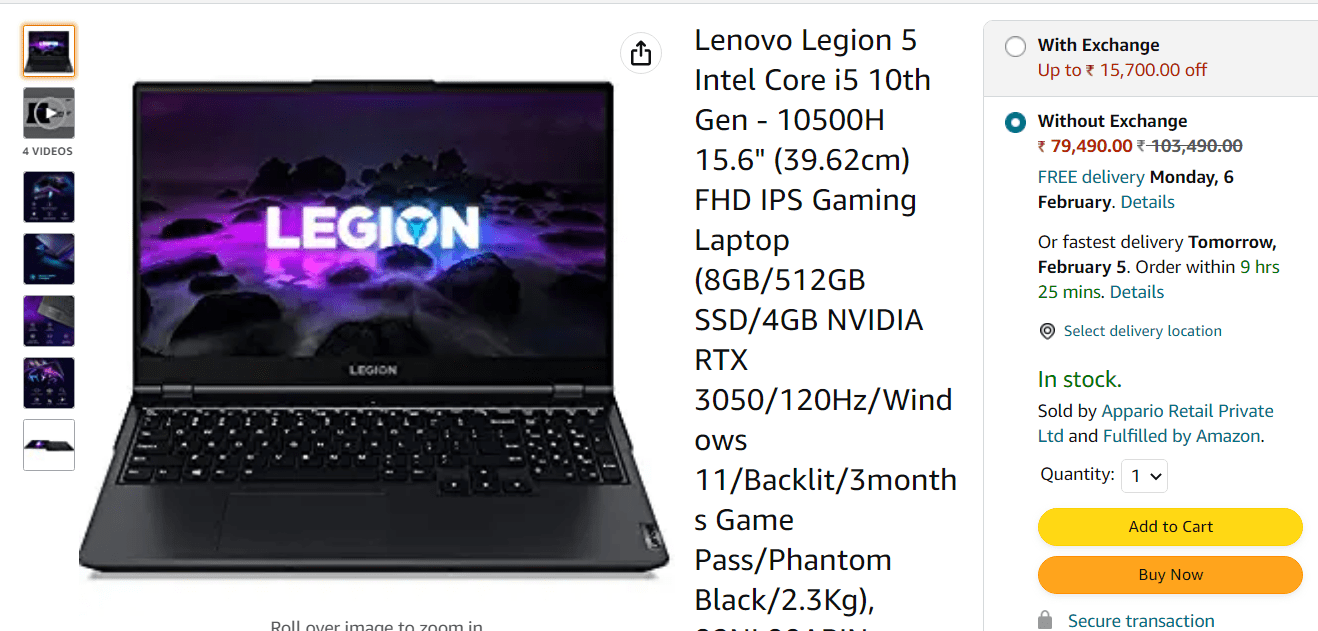 4 VIDEOS
LEGION
LEGION
Roll over image to zoom in
Lenovo Legion 5
Intel Core i5 10th
Gen - 10500H
15.6" (39.62cm)
FHD IPS Gaming
Laptop
(8GB/512GB
SSD/4GB NVIDIA
RTX
3050/120Hz/Wind
ows
11/Backlit/3month
s Game
Pass/Phantom
Black/2.3Kg),
With Exchange
Up to ₹ 15,700.00 off
Without Exchange
₹ 79,490.00 ₹ 103,490.00
FREE delivery Monday, 6
February. Details
Or fastest delivery Tomorrow,
February 5. Order within 9 hrs
25 mins. Details
Select delivery location
In stock.
Sold by Appario Retail Private
Ltd and Fulfilled by Amazon.
Quantity: 1
Add to Cart
Buy Now
Secure transaction